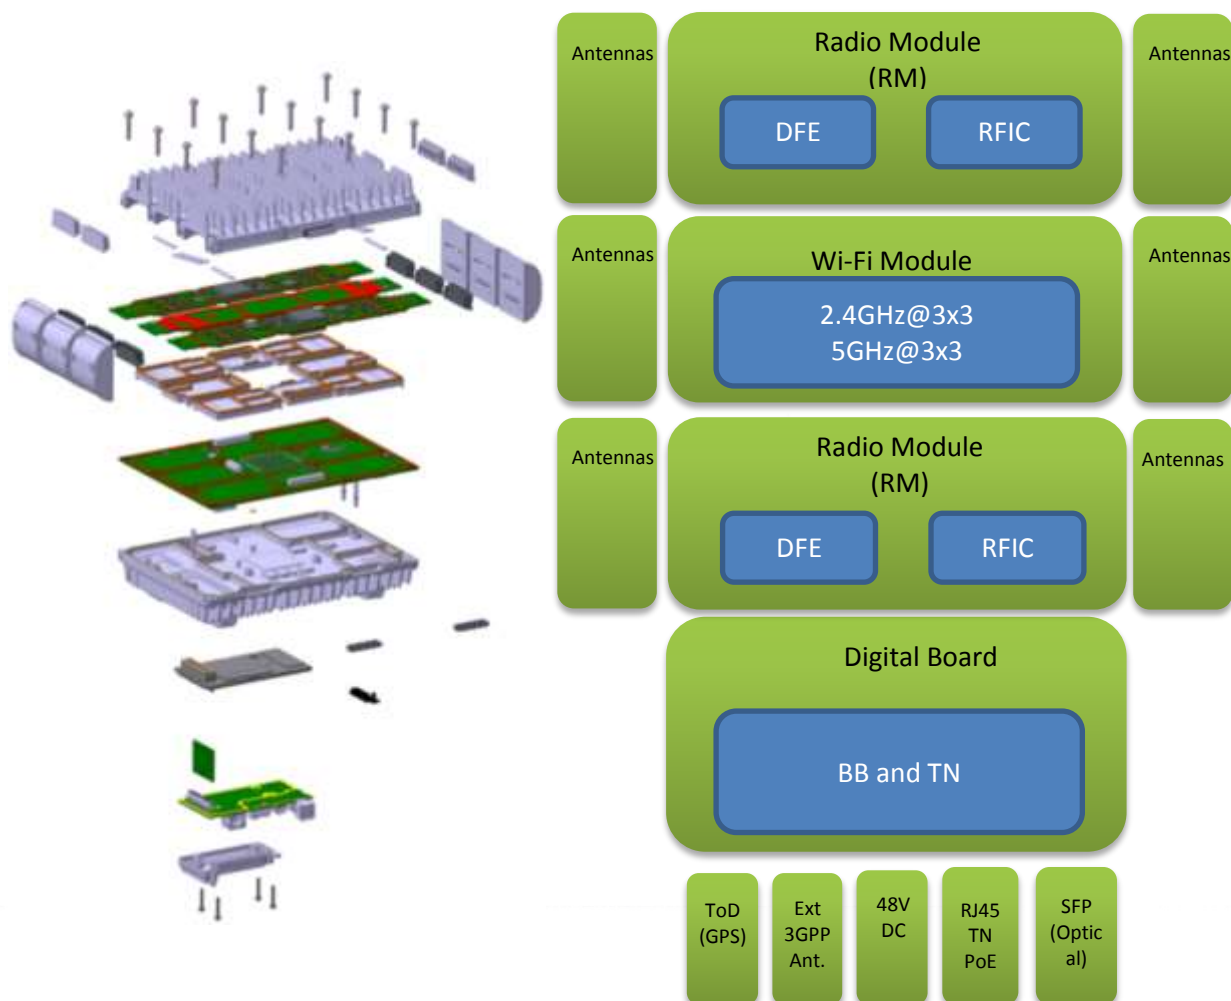 Antennas
Radio Module
(RM)
DFE
RFIC
Antennas
Antennas
Wi-Fi Module
2.4GHz@3x3
5GHz@3x3
Antennas
Antennas
Radio Module
(RM)
DFE
RFIC
Antennas
Digital Board
BB and TN
ToD
(GPS)
Ext
3GPP
Ant.
48V
DC
RJ45
TN
PoE
SFP
(Optic
al)